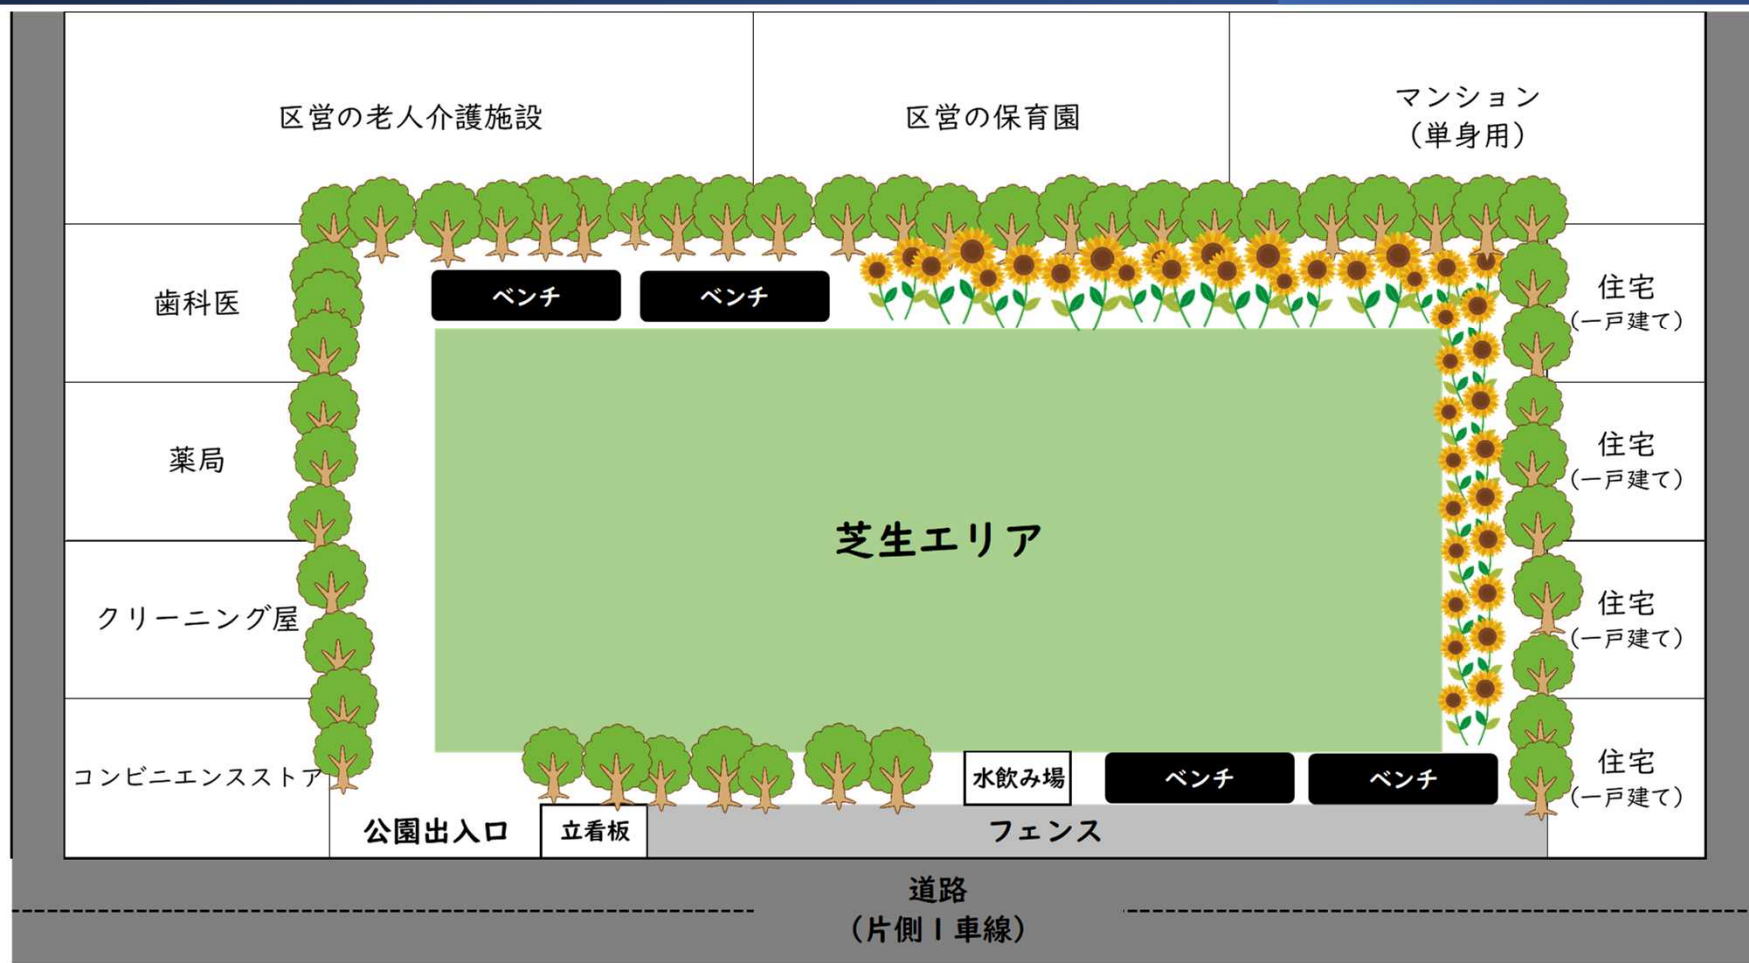 区営の老人介護施設
区営の保育園
マンション
（単身用）
歯科医
ベンチ
ベンチ
住宅
（一戸建て）
薬局
住宅
（一戸建て）
芝生エリア
クリーニング屋
住宅
（一戸建て）
コンビニエンスストア
水飲み場
ベンチ
ベンチ
住宅
（一戸建て）
公園出入口
立看板
フェンス
道路
（片側１車線）